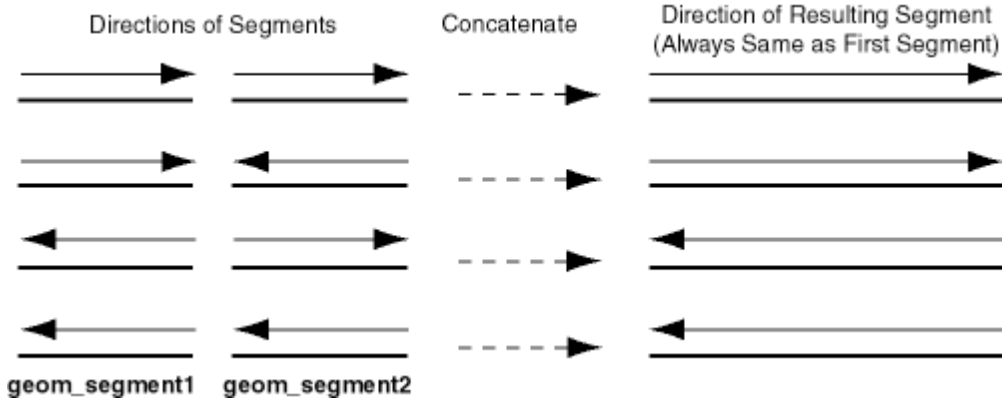 Directions of Segments
Concatenate
Direction of Resulting Segment
(Always Same as First Segment)
geom_segment1
geom_segment2